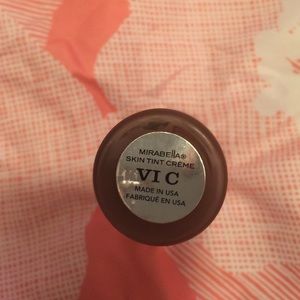 MIRABELLA®
SKIN TINT CRÈME
VI C
MADE IN USA
FABRIQUÉ EN USA